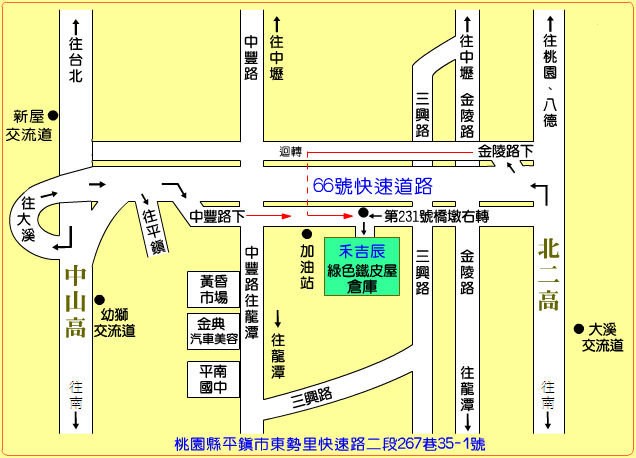 往台北
中豐路
往中壢
往中壢
金陵路
三興路
往桃園、八德
新屋
交流道
迴轉
金陵路下
66號快速道路
往大溪
往平鎮
中豐路下
第231號橋墩右轉
加油站
禾吉辰
綠色鐵皮屋
倉庫
中豐路往龍潭
三興路
金陵路
北二高
中山高
黃昏
市場
幼獅
交流道
金典
汽車美容
大溪
交流道
往龍潭
平南
國中
往南
三興路
往龍潭
往南
桃園縣平鎮市東勢里快速路二段267巷35-1號